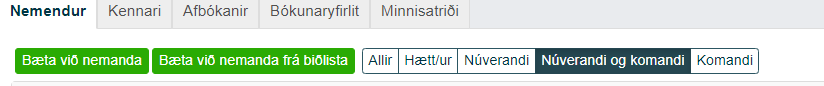 Nemendur Kennari Afbókanir Bókunaryfirlit Minnisatriði
Bæta við nemanda Bæta við nemanda frá biðlista Allir Hætt/ur Núverandi Núverandi og komandi Komandi